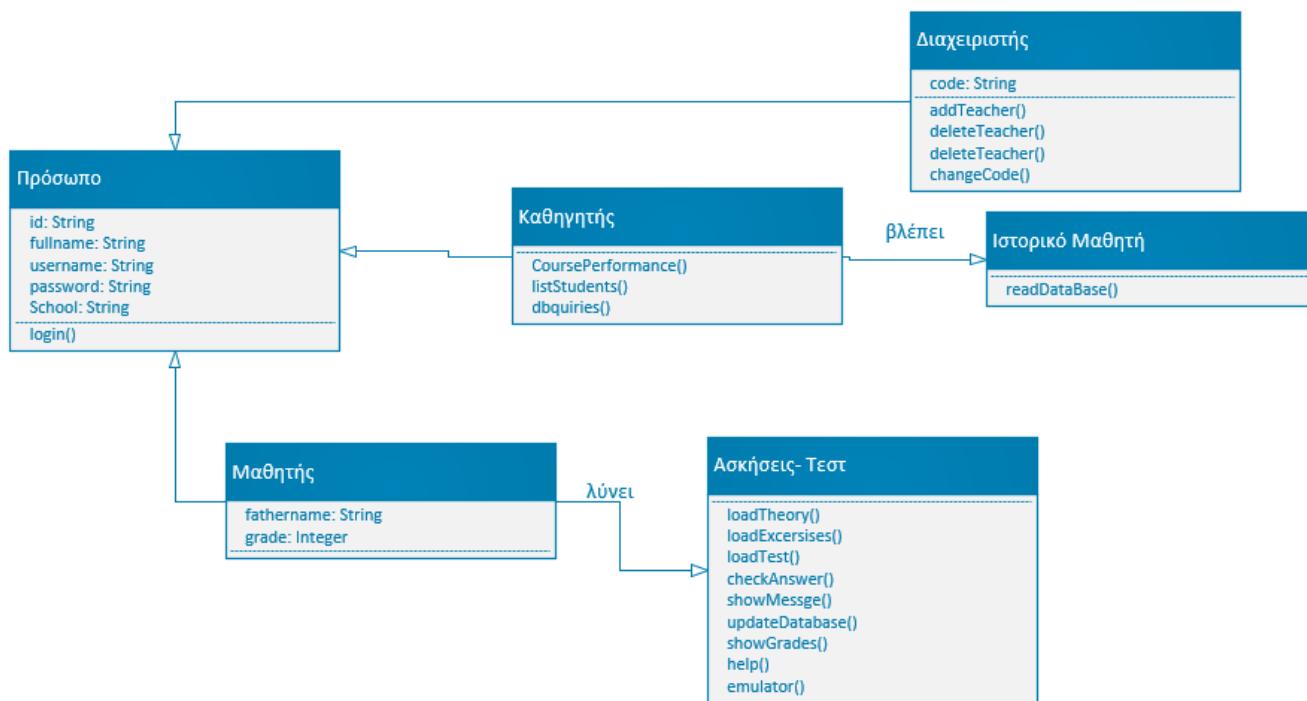 Διαχειριστής
code: String
addTeacher()
deleteTeacher()
deleteTeacher()
changeCode()
Πρόσωπο
id: String
fullname: String
username: String
password: String
School: String
login()
Καθηγητής
CoursePerformance()
listStudents()
dbquiries()
βλέπει
Ιστορικό Μαθητή
readDataBase()
Μαθητής
fathername: String
grade: Integer
λύνει
Ασκήσεις- Τεστ
loadTheory()
loadExcersises()
loadTest()
checkAnswer()
showMessge()
updateDatabase()
showGrades()
help()
emulator()